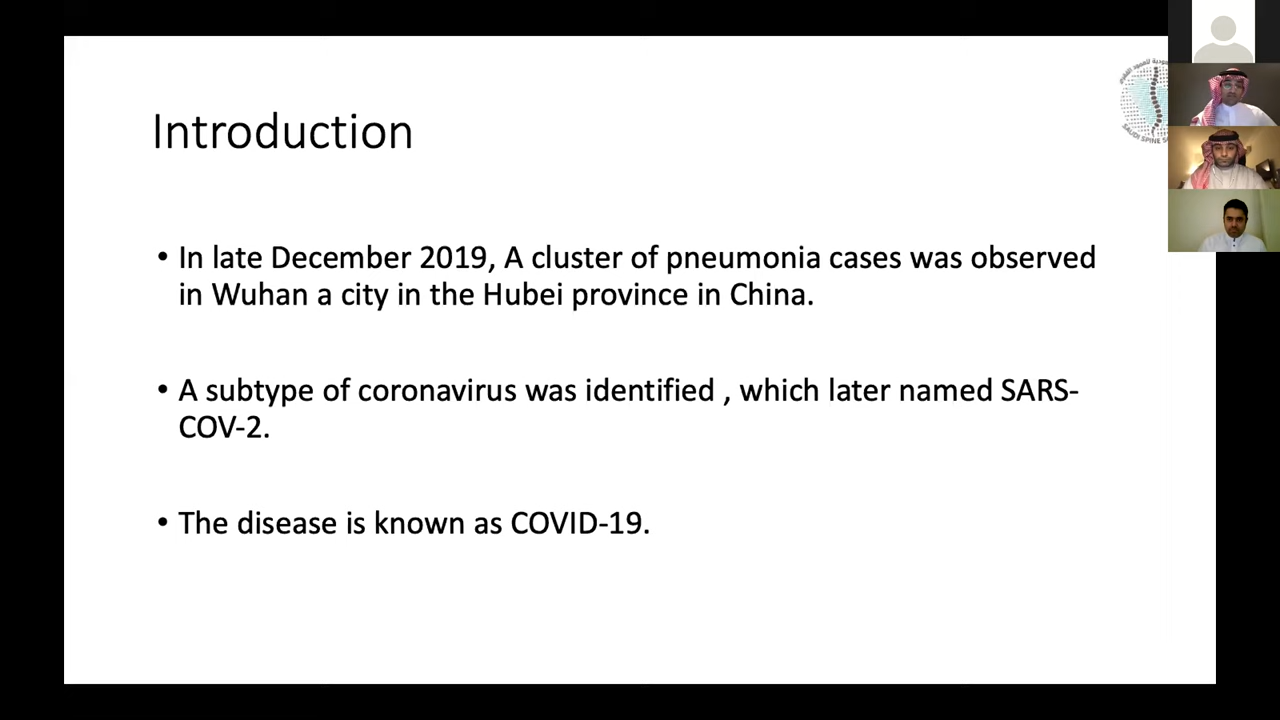 Introduction
• In late December 2019, A cluster of pneumonia cases was observed
in Wuhan a city in the Hubei province in China.
• A subtype of coronavirus was identified , which later named SARS-
COV-2.
• The disease is known as COVID-19.
SAUDI SPINE